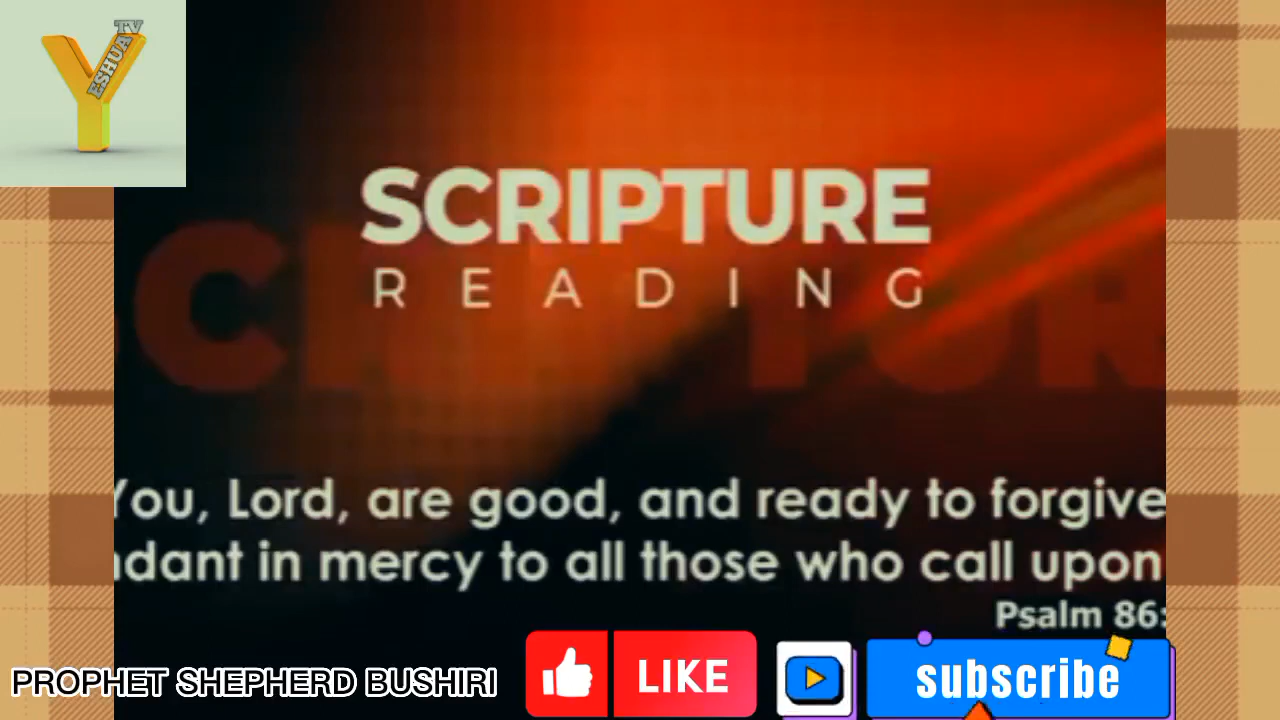 YESHUA TV
SCRIPTURE
READING
You, Lord, are good, and ready to forgive
ndant in mercy to all those who call upon
Psalm 86:
PROPHET SHEPHERD BUSHIRI
LIKE
subscribe